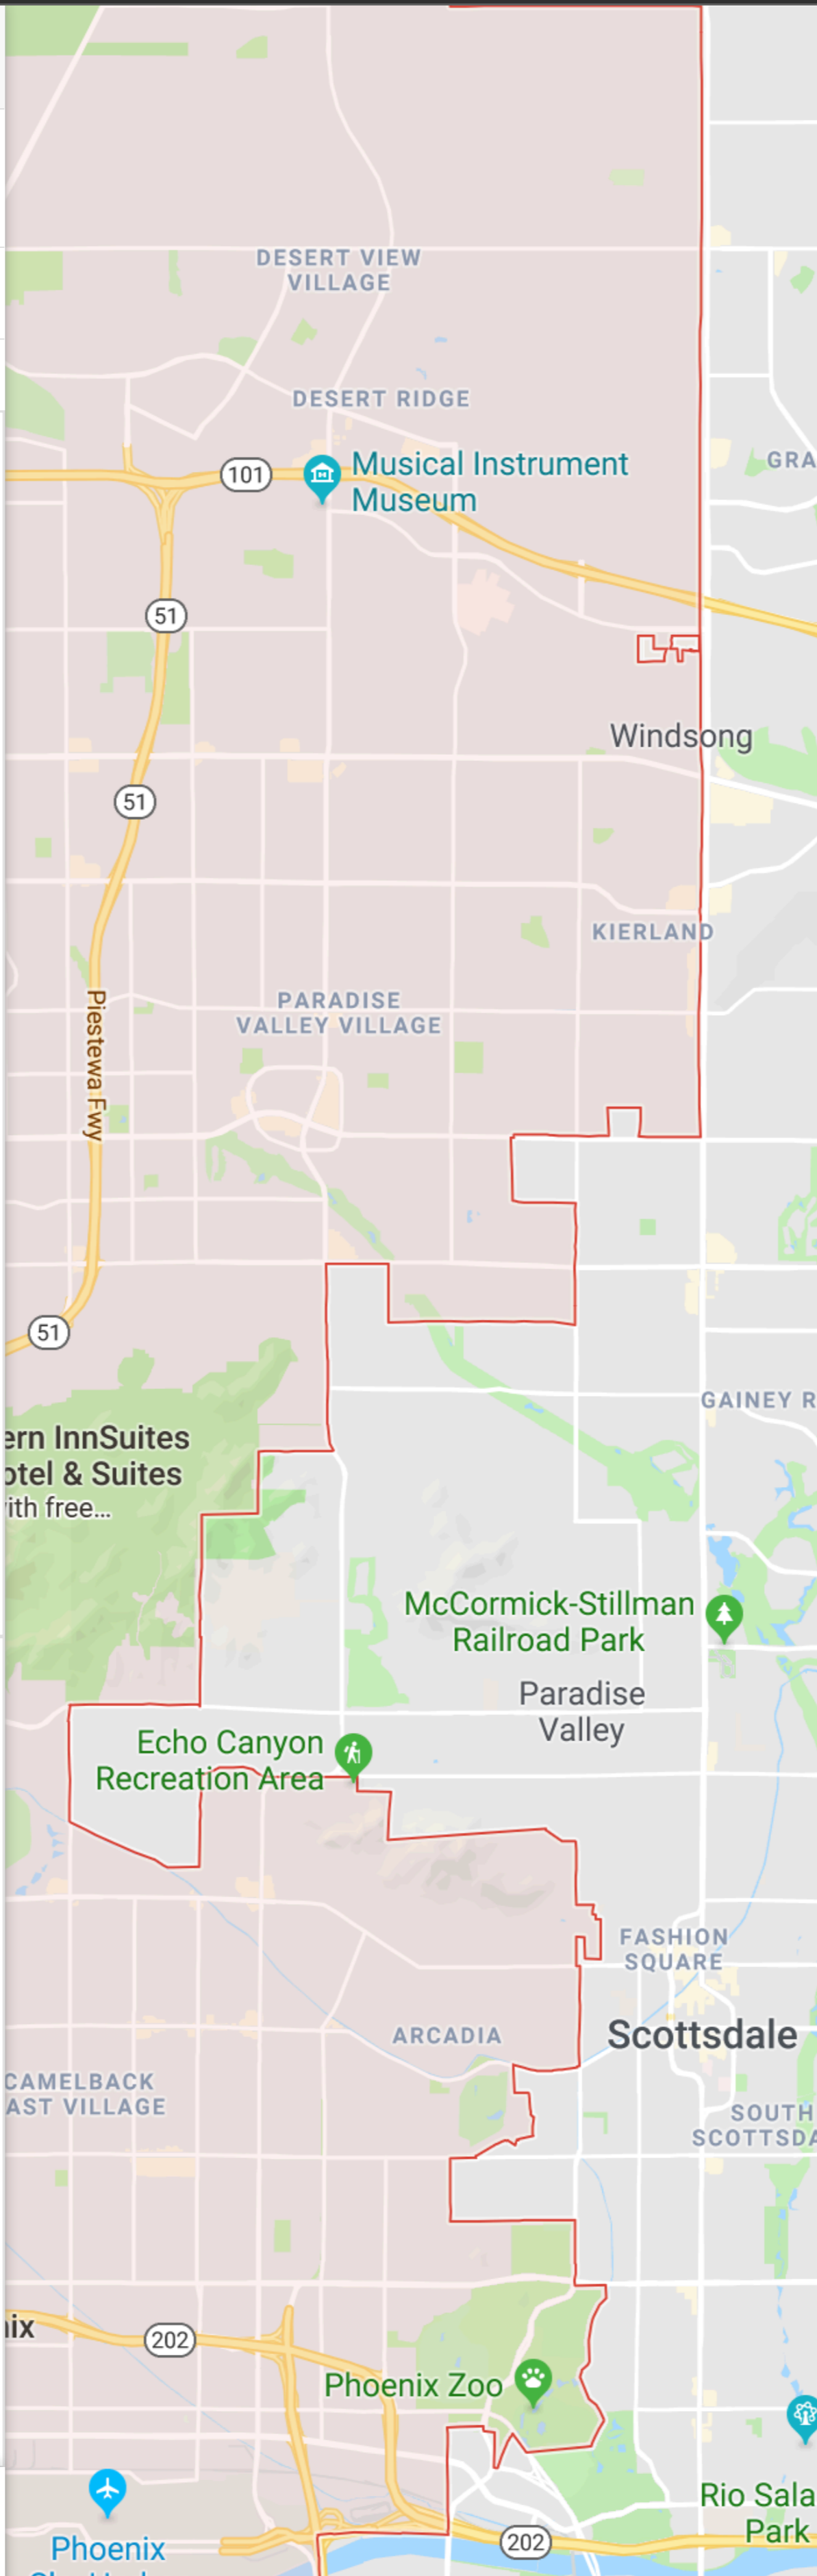 DESERT VIEW
VILLAGE
DESERT RIDGE
101
Musical Instrument
Museum
GRA
51
Windsong
51
KIERLAND
PARADISE
VALLEY VILLAGE
Piestewa Fwy
51
GAINEY R
ern InnSuites
otel & Suites
ith free...
McCormick-Stillman
Railroad Park
Paradise
Valley
Echo Canyon
Recreation Area
FASHION
SQUARE
ARCADIA
Scottsdale
CAMELBACK
AST VILLAGE
SOUTH
SCOTTSDA
ix
202
Phoenix Zoo
Rio Sala
Park
202
Phoenix